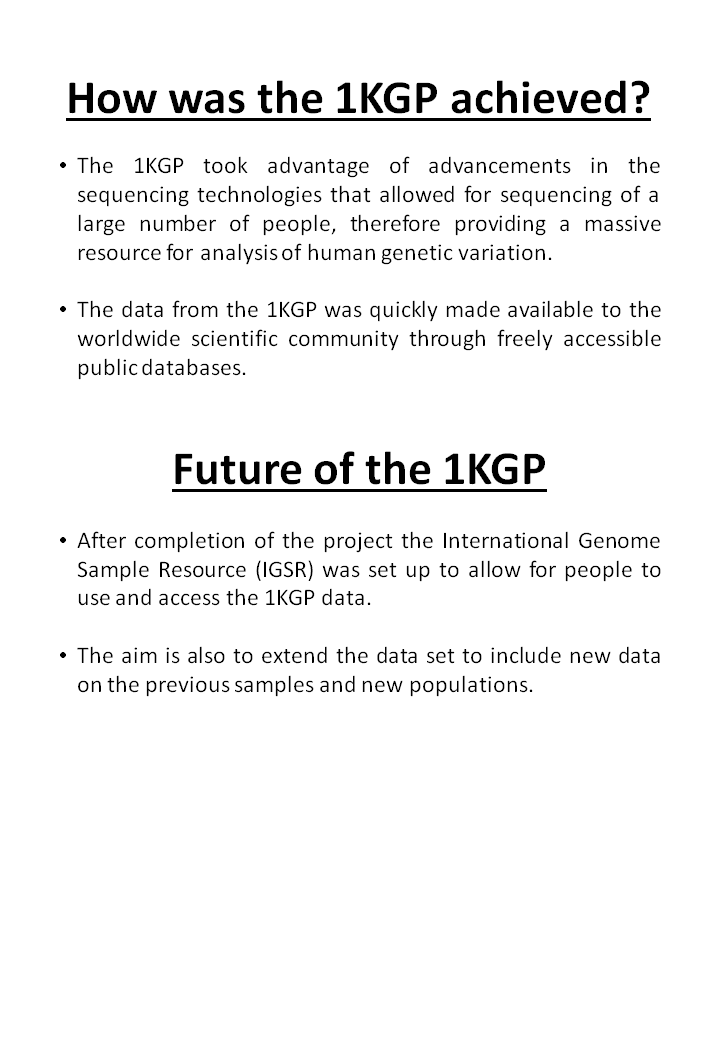 How was the 1KGP achieved?
• The 1KGP took advantage of advancements in the
sequencing technologies that allowed for sequencing of a
large number of people, therefore providing a massive
resource for analysis of human genetic variation.
• The data from the 1KGP was quickly made available to the
worldwide scientific community through freely accessible
public databases.
Future of the 1KGP
• After completion of the project the International Genome
Sample Resource (IGSR) was set up to allow for people to
use and access the 1KGP data.
• The aim is also to extend the data set to include new data
on the previous samples and new populations.